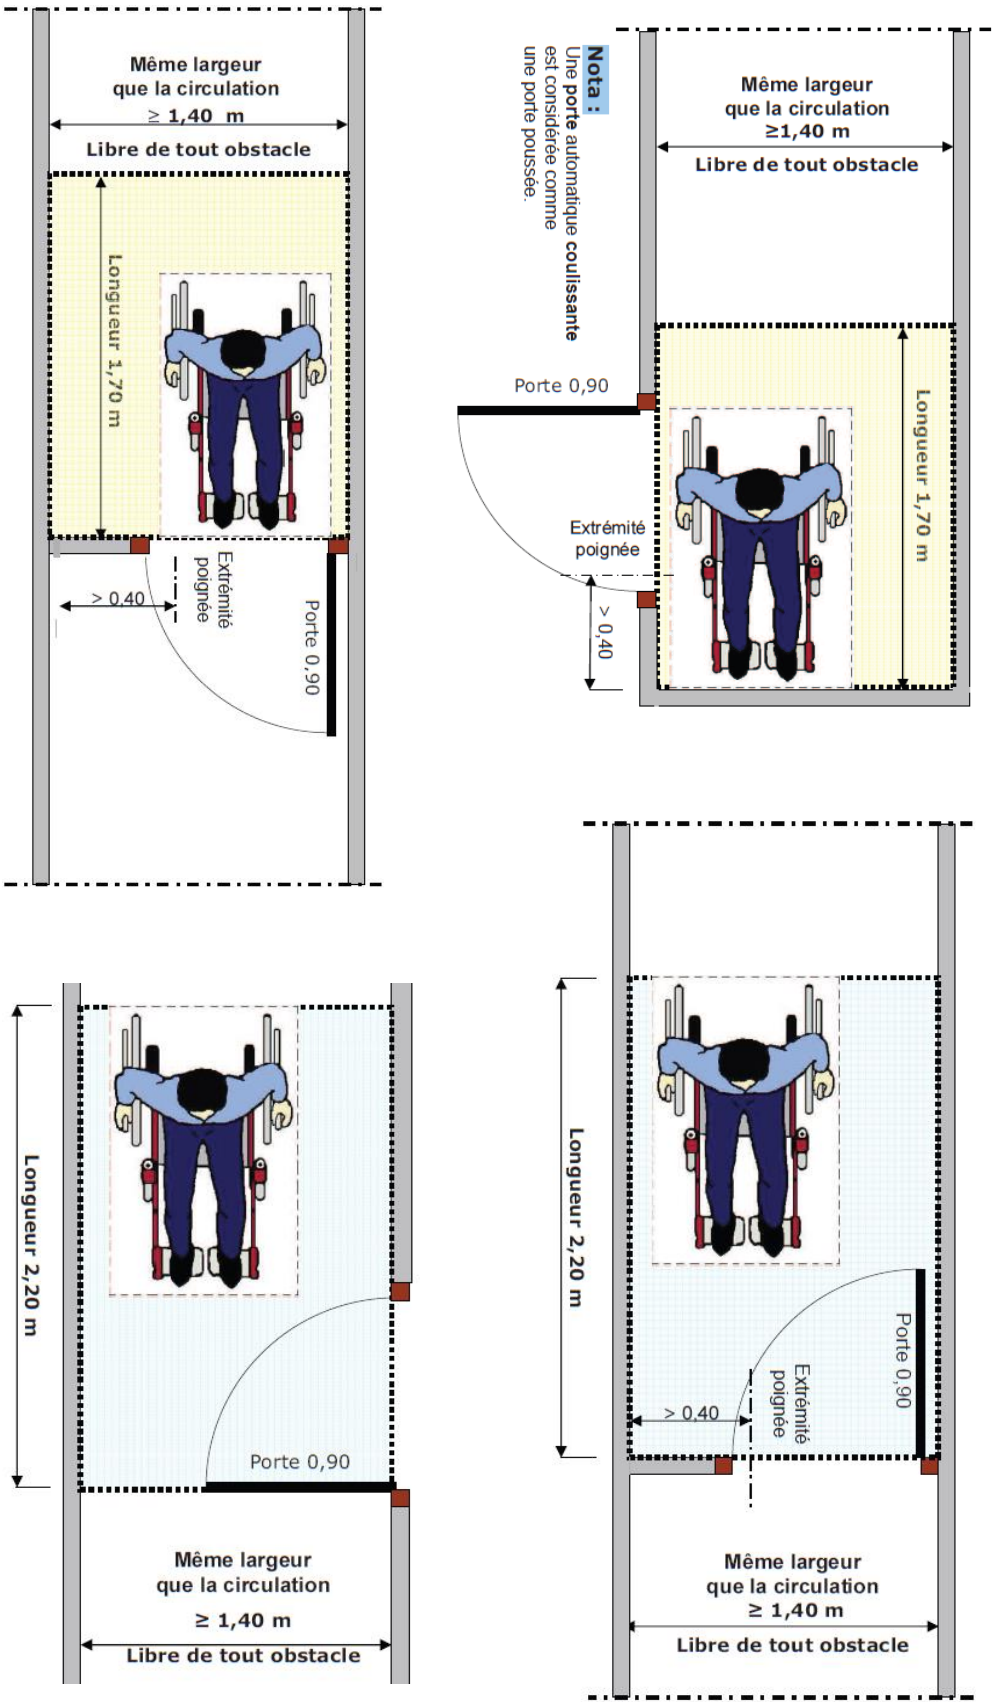 Même largeur
que la circulation
≥ 1,40 m
Libre de tout obstacle
Longueur 1,70 m
> 0,40
Extrémité
poignée
Porte 0,90
Nota :
Une porte automatique coulissante
est considérée comme
une porte poussée.
Même largeur
que la circulation
≥1,40 m
Libre de tout obstacle
Porte 0,90
Longueur 1,70 m
Extrémité
poignée
> 0,40
Longueur 2,20 m
Porte 0,90
Même largeur
que la circulation
≥ 1,40 m
Libre de tout obstacle
Longueur 2,20 m
Porte 0,90
Extrémité
poignée
> 0,40
Même largeur
que la circulation
≥ 1,40 m
Libre de tout obstacle